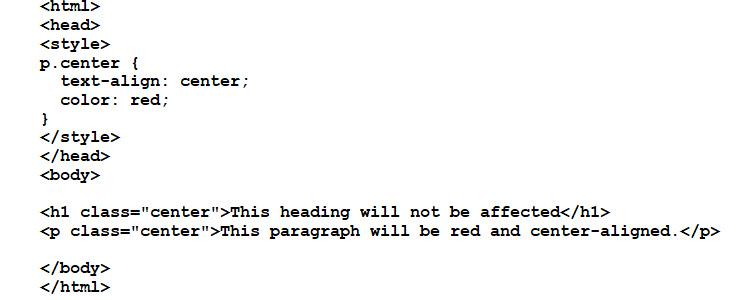 <html>
<head>
<style>
p.center {
  text-align: center;
  color: red;
}
</style>
</head>
<body>

<h1 class="center">This heading will not be affected</h1>
<p class="center">This paragraph will be red and center-aligned.</p>

</body>
</html>